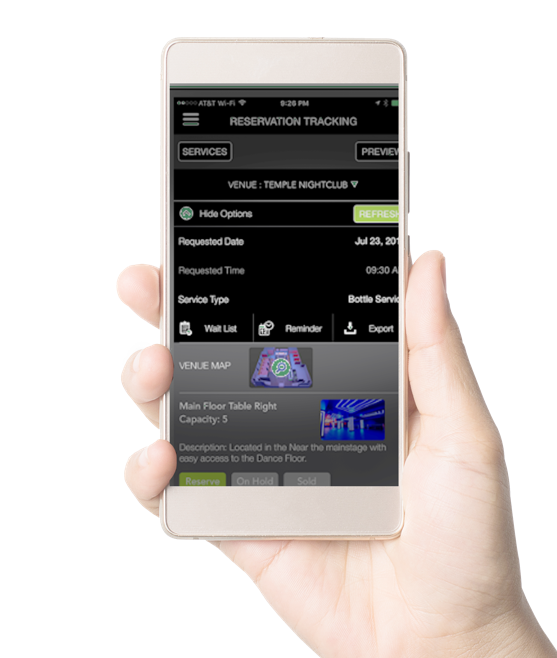 AT&T Wi-Fi 9:26 PM
RESERVATION TRACKING
SERVICES PREVIEW
VENUE : TEMPLE NIGHTCLUB
Hide Options REFRESH
Requested Date Jul 23, 201
Requested Time 09:30 A
Service Type Bottle Servic
Wait List Reminder Export
VENUE MAP
Main Floor Table Right
Capacity: 5
Description: Located in the Near the mainstage with
easy access to the Dance Floor.
Reserve On Hold Sold